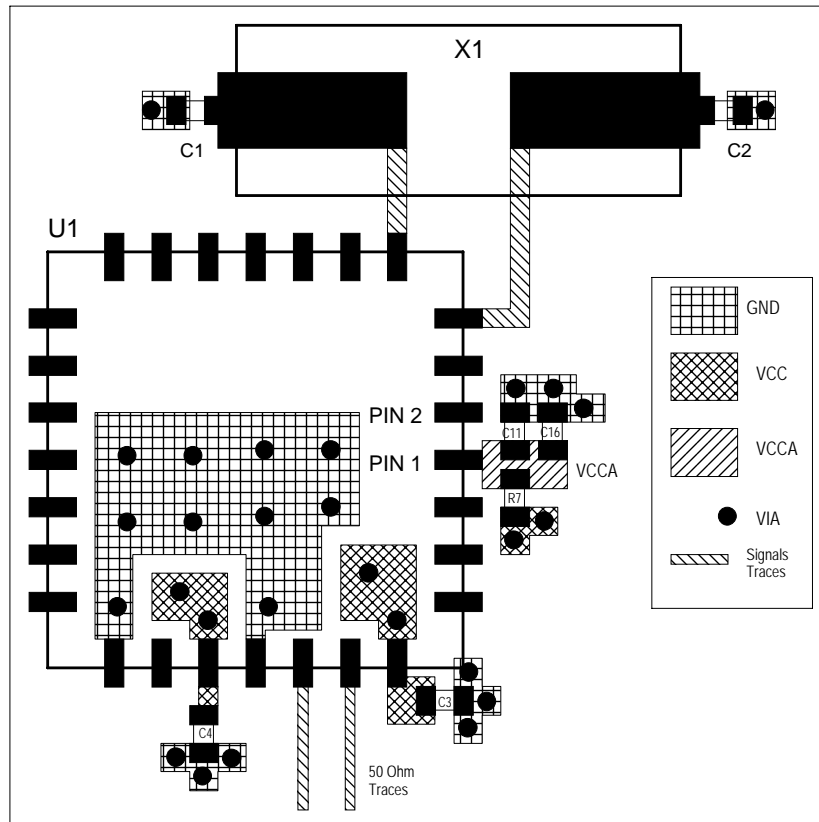 X1
C1
C2
U1
GND
VCC
PIN 2
C11
C16
VCCA
PIN 1
VCCA
R7
VIA
Signals
Traces
C3
C4
50 Ohm
Traces